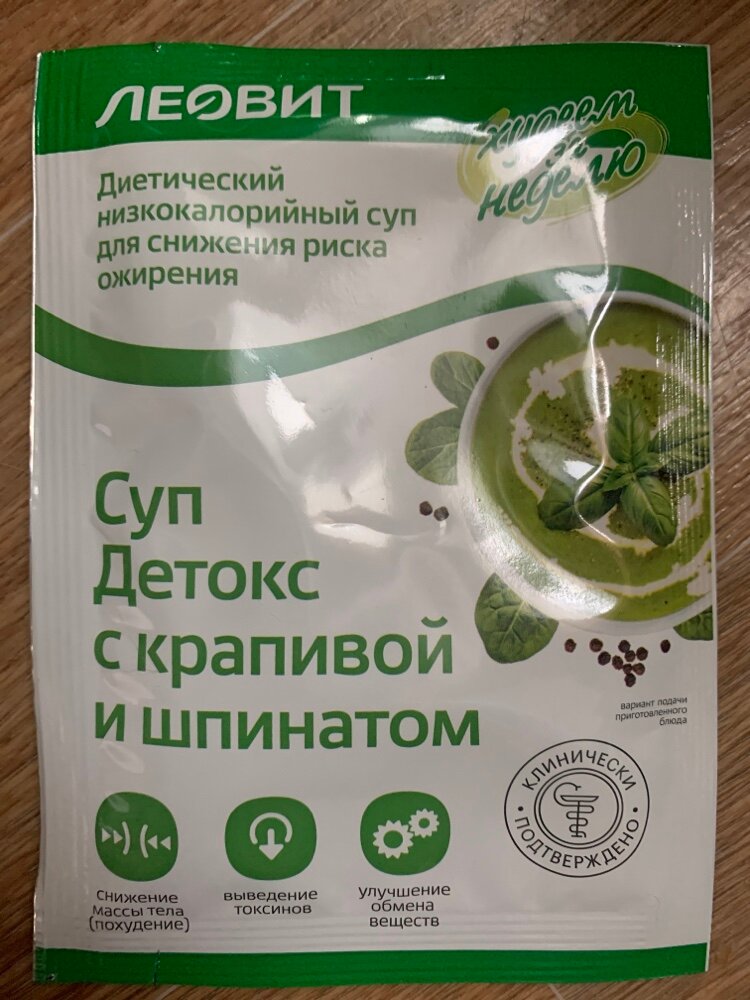 ЛЕОВИТ
худеем
за
неделю
Диетический
низкокалорийный суп
для снижения риска
ожирения
Суп
Детокс
с крапивой
и шпинатом
вариант подачи
приготовленного
блюда
КЛИНИЧЕСКИ
ПОДТВЕРЖДЕНО
снижение
массы тела
(похудение)
выведение
токсинов
улучшение
обмена
веществ